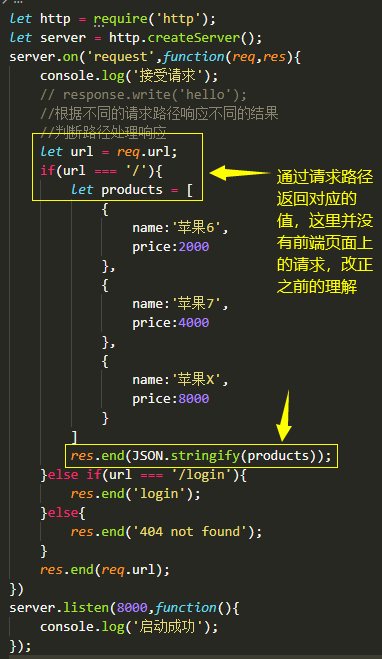 let http = require('http');
let server = http.createServer();
server.on('request',function(req,res){
console.log('接受请求');
// response.write('hello');
//根据不同的请求路径响应不同的结果
//判断路径处理响应
let url = req.url;
if(url === '/'){
let products = [
{
name:'苹果6',
price:2000
},
{
name:'苹果7',
price:4000
},
{
name:'苹果X',
price:8000
}
]
res.end(JSON.stringify(products));
}else if(url === '/login'){
res.end('login');
}else{
res.end('404 not found');
}
res.end(req.url);
})
server.listen(8000,function(){
console.log('启动成功');
});
通过请求路径
返回对应的
值，这里并没
有前端页面上
的请求，改正
之前的理解